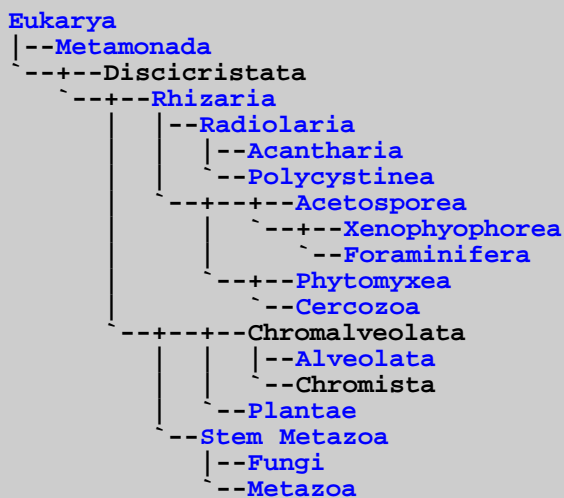 Eukarya
|--Metamonada
`--+--Discicristata
   `--+--Rhizaria
      |  |--Radiolaria
      |  |  |--Acantharia
      |  |  `--Polycystinea
      |  `--+--+--Acetosporea
      |     |  `--+--Xenophyophorea
      |     |     `--Foraminifera
      |     `--+--Phytomyxea
      |        `--Cercozoa
      `--+--+--Chromalveolata
         |  |  |--Alveolata
         |  |  `--Chromista
         |  `--Plantae
         `--Stem Metazoa
            |--Fungi
            `--Metazoa